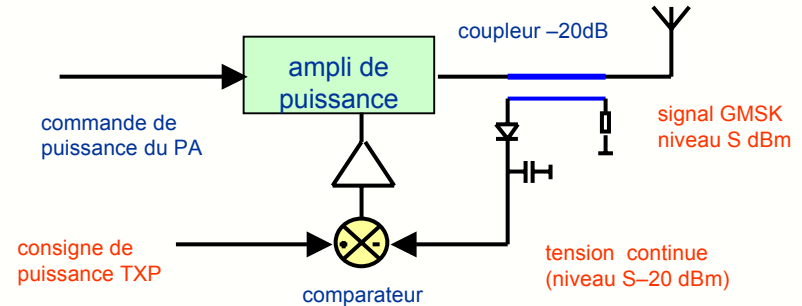 coupleur –20dB
ampli de
puissance
commande de
puissance du PA
signal GMSK
niveau S dBm
consigne de
puissance TXP
tension continue
(niveau S–20 dBm)
comparateur